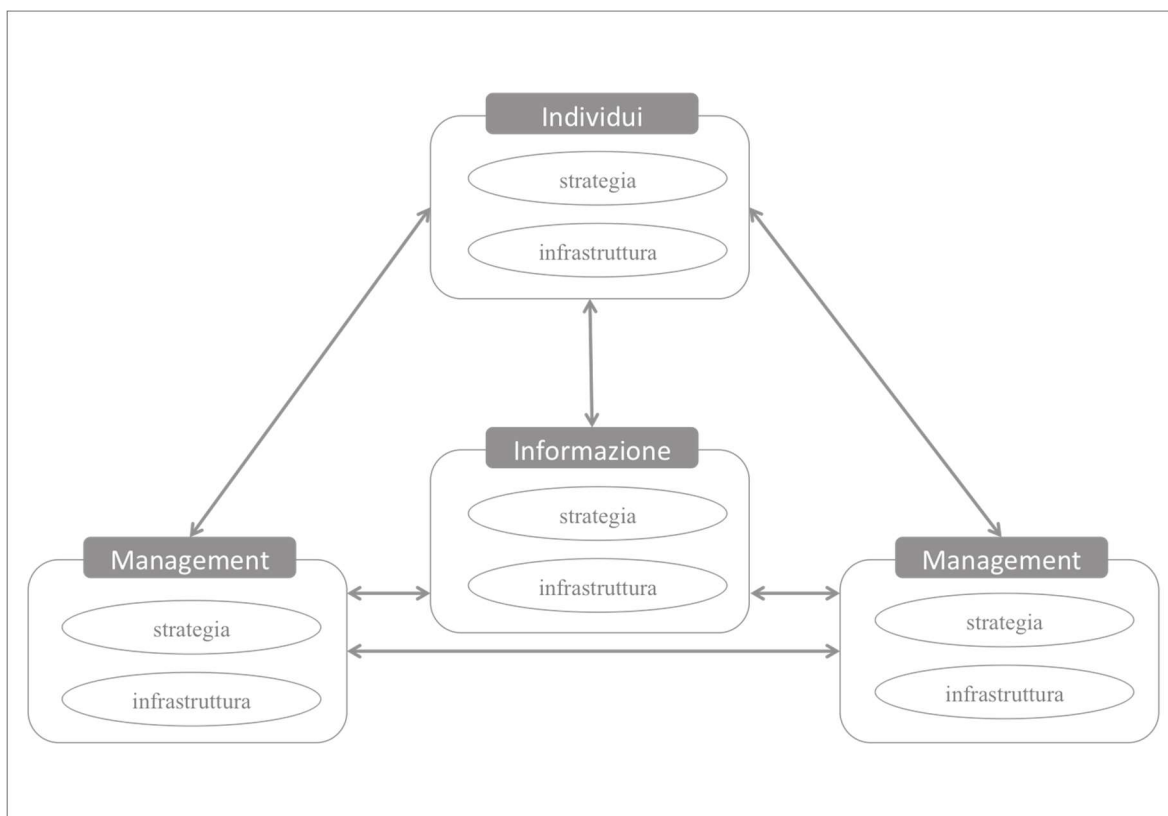 Individui
strategia
infrastruttura
Informazione
strategia
infrastruttura
Management
strategia
infrastruttura
Management
strategia
infrastruttura